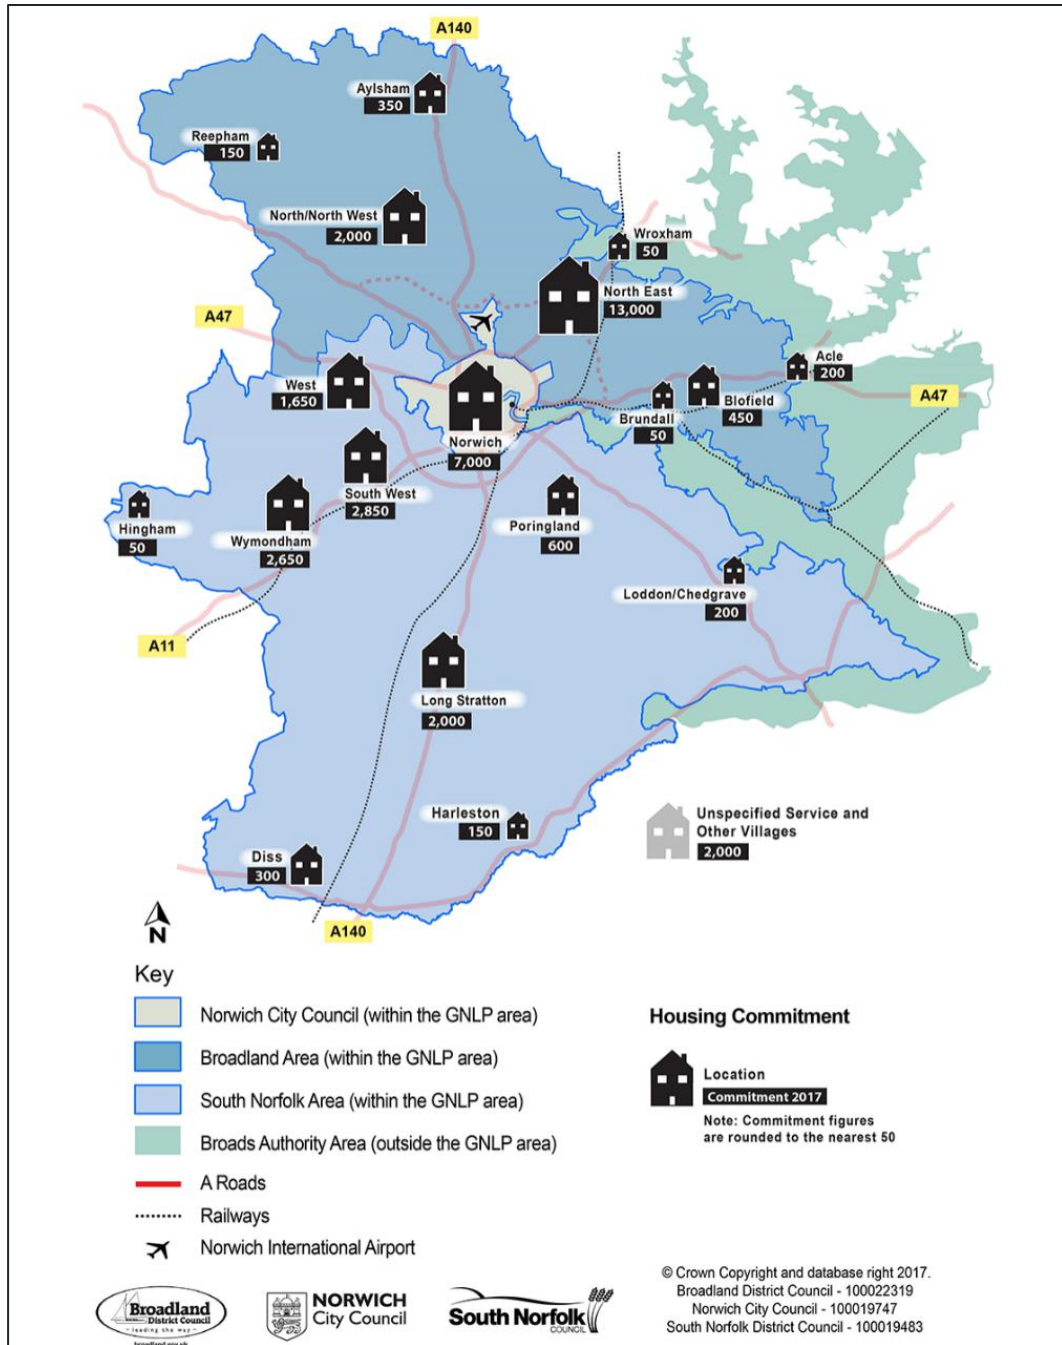 A140
Aylsham
350
Reepham
150
North/North West
2,000
Wroxham
50
North East
13,000
A47
Acle
200
West
1,650
A47
Blofield
450
Brundall
50
Norwich
7,000
South West
2,850
Hingham
50
Wymondham
2,650
Poringland
600
Loddon/Chedgrave
200
A11
Long Stratton
2,000
Harleston
150
Unspecified Service and
Other Villages
2,000
Diss
300
A140
N
Key
Norwich City Council (within the GNLP area)
Broadland Area (within the GNLP area)
South Norfolk Area (within the GNLP area)
Broads Authority Area (outside the GNLP area)
A Roads
Railways
Norwich International Airport
Housing Commitment
Location
Commitment 2017
Note: Commitment figures
are rounded to the nearest 50
Broadland
District Council
leading the way
broadland.gov.uk
NORWICH
City Council
South Norfolk
COUNCIL
© Crown Copyright and database right 2017.
Broadland District Council - 100022319
Norwich City Council - 100019747
South Norfolk District Council - 100019483